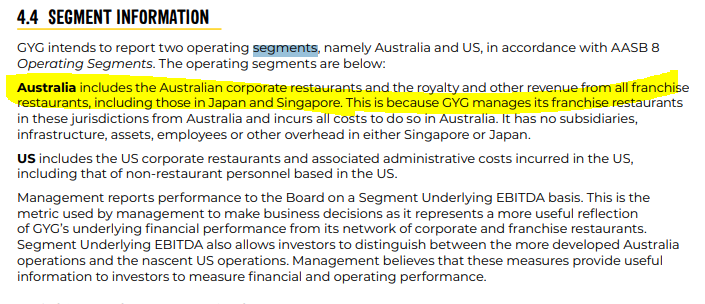 4.4 SEGMENT INFORMATION
GYG intends to report two operating segments, namely Australia and US, in accordance with AASB 8
Operating Segments. The operating segments are below:
Australia includes the Australian corporate restaurants and the royalty and other revenue from all franchise
restaurants, including those in Japan and Singapore. This is because GYG manages its franchise restaurants
in these jurisdictions from Australia and incurs all costs to do so in Australia. It has no subsidiaries,
infrastructure, assets, employees or other overhead in either Singapore or Japan.
US includes the US corporate restaurants and associated administrative costs incurred in the US,
including that of non-restaurant personnel based in the US.
Management reports performance to the Board on a Segment Underlying EBITDA basis. This is the
metric used by management to make business decisions as it represents a more useful reflection
of GYG’s underlying financial performance from its network of corporate and franchise restaurants.
Segment Underlying EBITDA also allows investors to distinguish between the more developed Australia
operations and the nascent US operations. Management believes that these measures provide useful
information to investors to measure financial and operating performance.